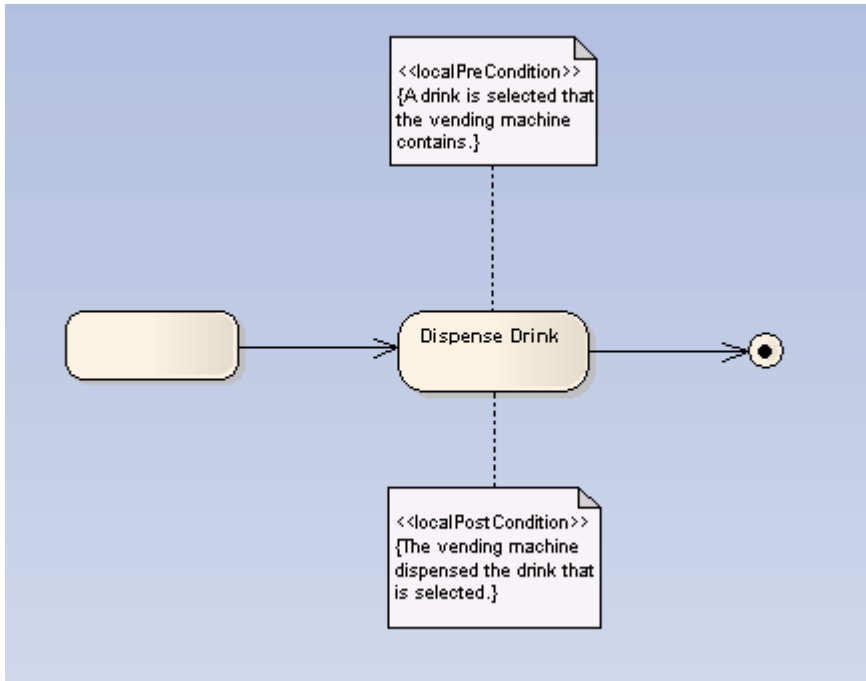 <<localPreCondition>>
{A drink is selected that
the vending machine
contains.}
Dispense Drink
<<localPostCondition>>
{The vending machine
dispensed the drink that
is selected.}